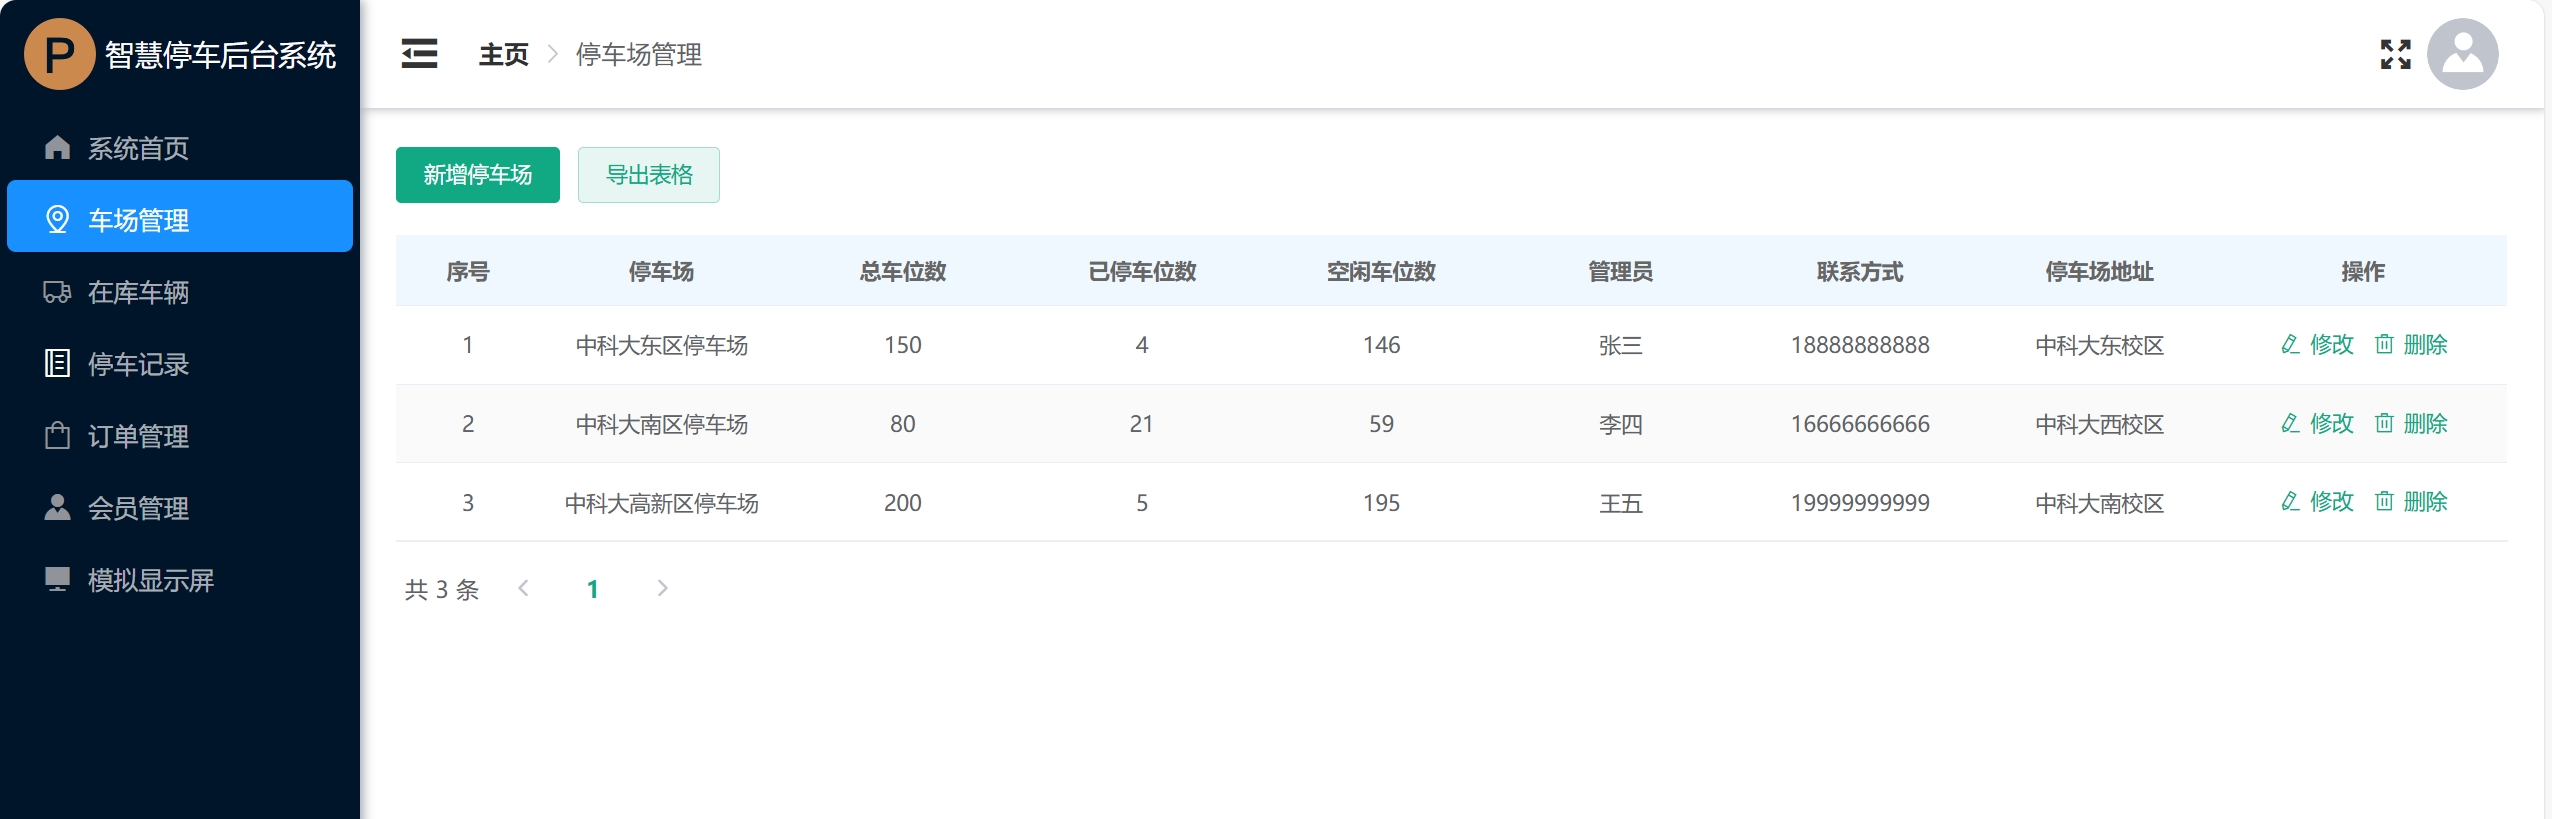 P 智慧停车后台系统
主页 > 停车场管理
系统首页
车场管理
在库车辆
停车记录
订单管理
会员管理
模拟显示屏
新增停车场 导出表格
序号 停车场 总车位数 已停车位数 空闲车位数 管理员 联系方式 停车场地址 操作
1 中科大东区停车场 150 4 146 张三 18888888888 中科大东校区 修改 删除
2 中科大南区停车场 80 21 59 李四 16666666666 中科大西校区 修改 删除
3 中科大高新区停车场 200 5 195 王五 19999999999 中科大南校区 修改 删除
共 3 条 < 1 >